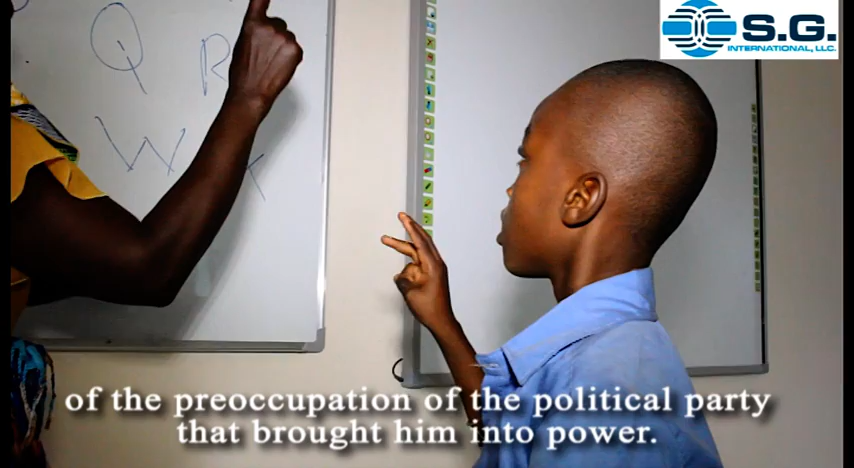 S.G.
INTERNATIONAL, LLC.
Q R
W
of the preoccupation of the political party
that brought him into power.